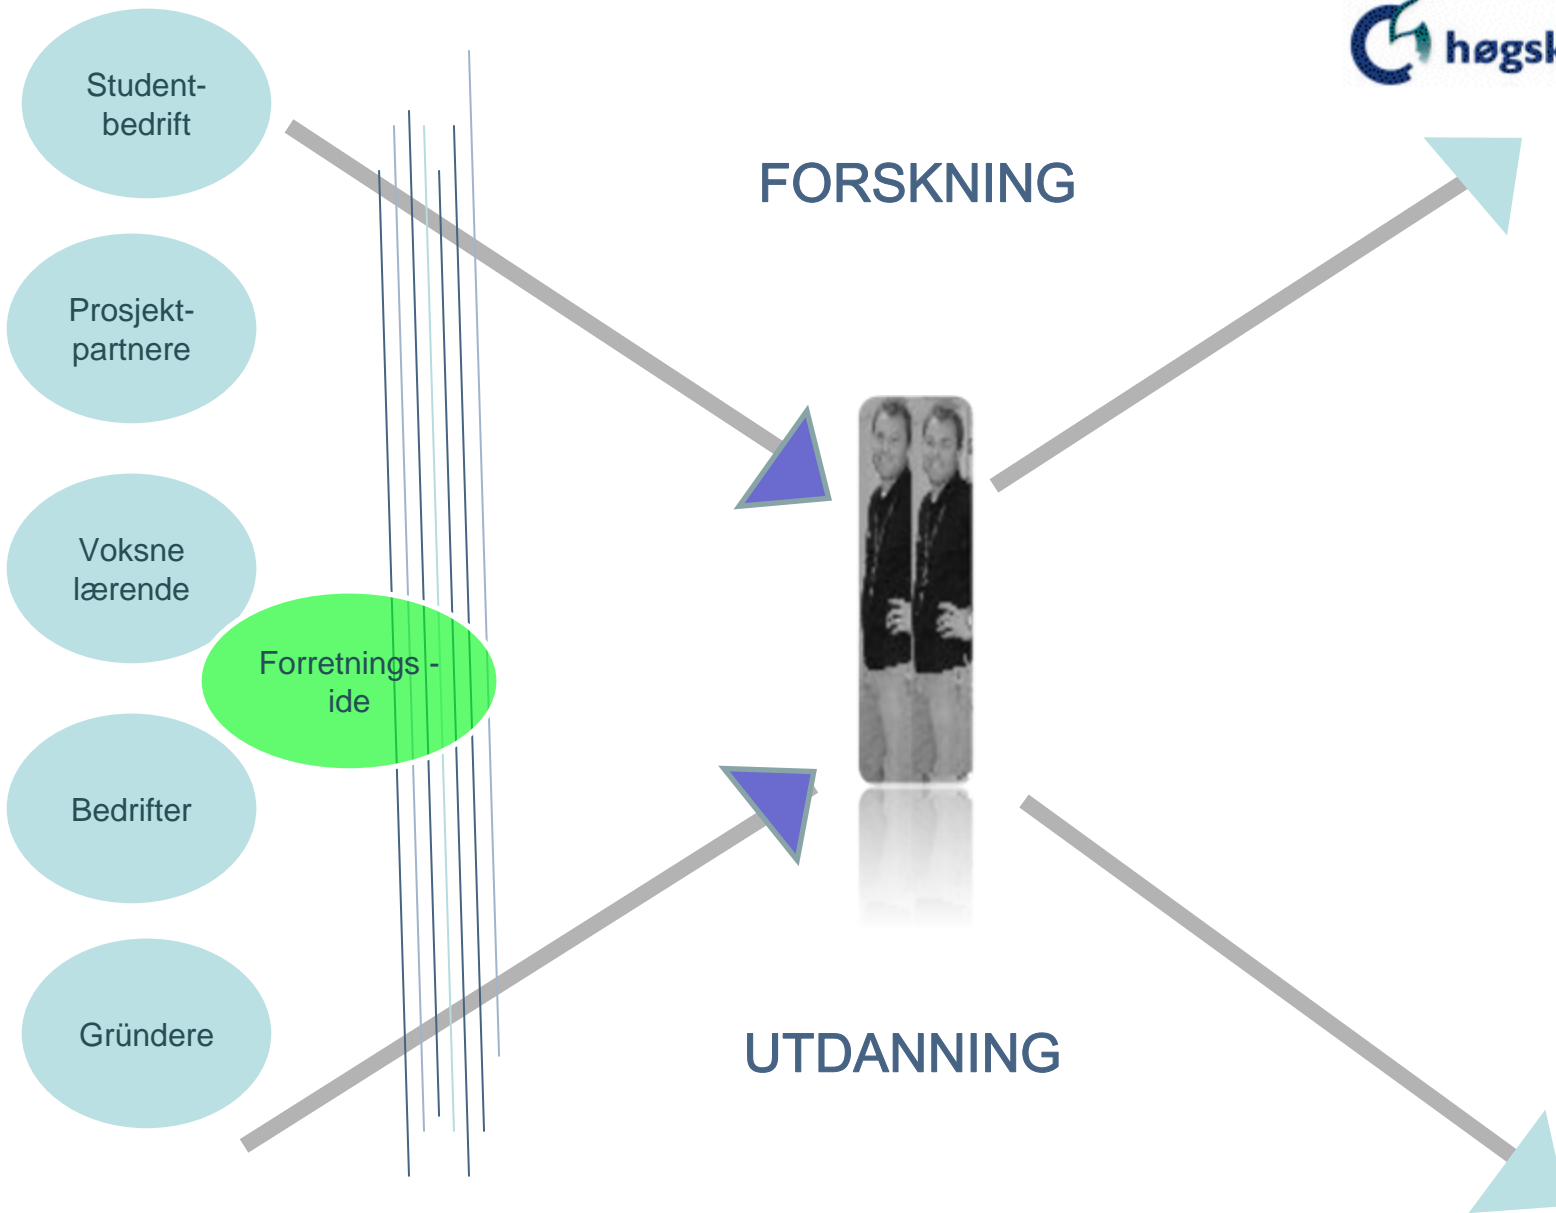 Student-
bedrift
høgsk
FORSKNING
Prosjekt-
partnere
Voksne
lærende
Forretnings -
ide
Bedrifter
Gründere
UTDANNING